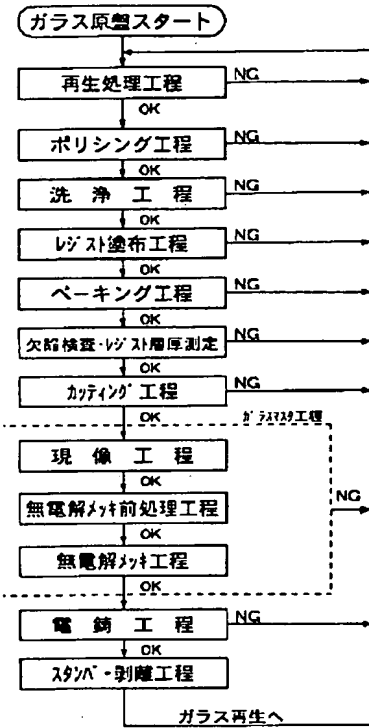 ガラス原盤スタート
再生処理工程
NG
OK
ポリシング工程
NG
OK
洗浄工程
NG
OK
レジスト塗布工程
NG
OK
ベーキング工程
NG
OK
欠陥検査・レジスト層厚測定
NG
OK
カッティング工程
NG
OK
ガラスマスタ工程
現像工程
OK
無電解メッキ前処理工程
NG
OK
無電解メッキ工程
OK
電鋳工程
NG
OK
スタンパー剥離工程
ガラス再生へ